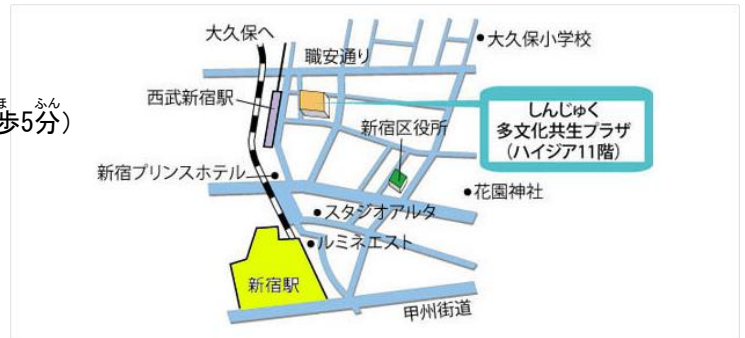 大久保へ
職安通り
大久保小学校
西武新宿駅
ほ ふん
歩5分）
しんじゅく
多文化共生プラザ
（ハイジア11階）
新宿区役所
新宿プリンスホテル
花園神社
スタジオアルタ
ルミネエスト
新宿駅
甲州街道